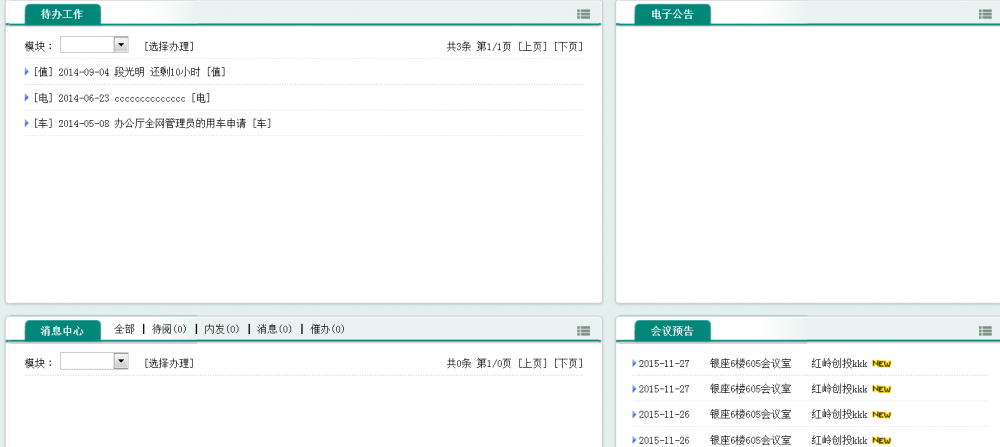 待办工作
模块： [选择办理] 共3条 第1/1页 [上页] [下页]
[值] 2014-09-04 段光明 还剩10小时 [值]
[电] 2014-06-23 cccccccccccccc [电]
[车] 2014-05-08 办公厅全网管理员的用车申请 [车]
电子公告
消息中心 全部 | 待阅(0) | 内发(0) | 消息(0) | 催办(0)
模块： [选择办理] 共0条 第1/0页 [上页] [下页]
会议预告
2015-11-27 银座6楼605会议室 红岭创投kkk NEW
2015-11-27 银座6楼605会议室 红岭创投kkk NEW
2015-11-26 银座6楼605会议室 红岭创投kkk NEW
2015-11-26 银座6楼605会议室 红岭创投kkk NEW